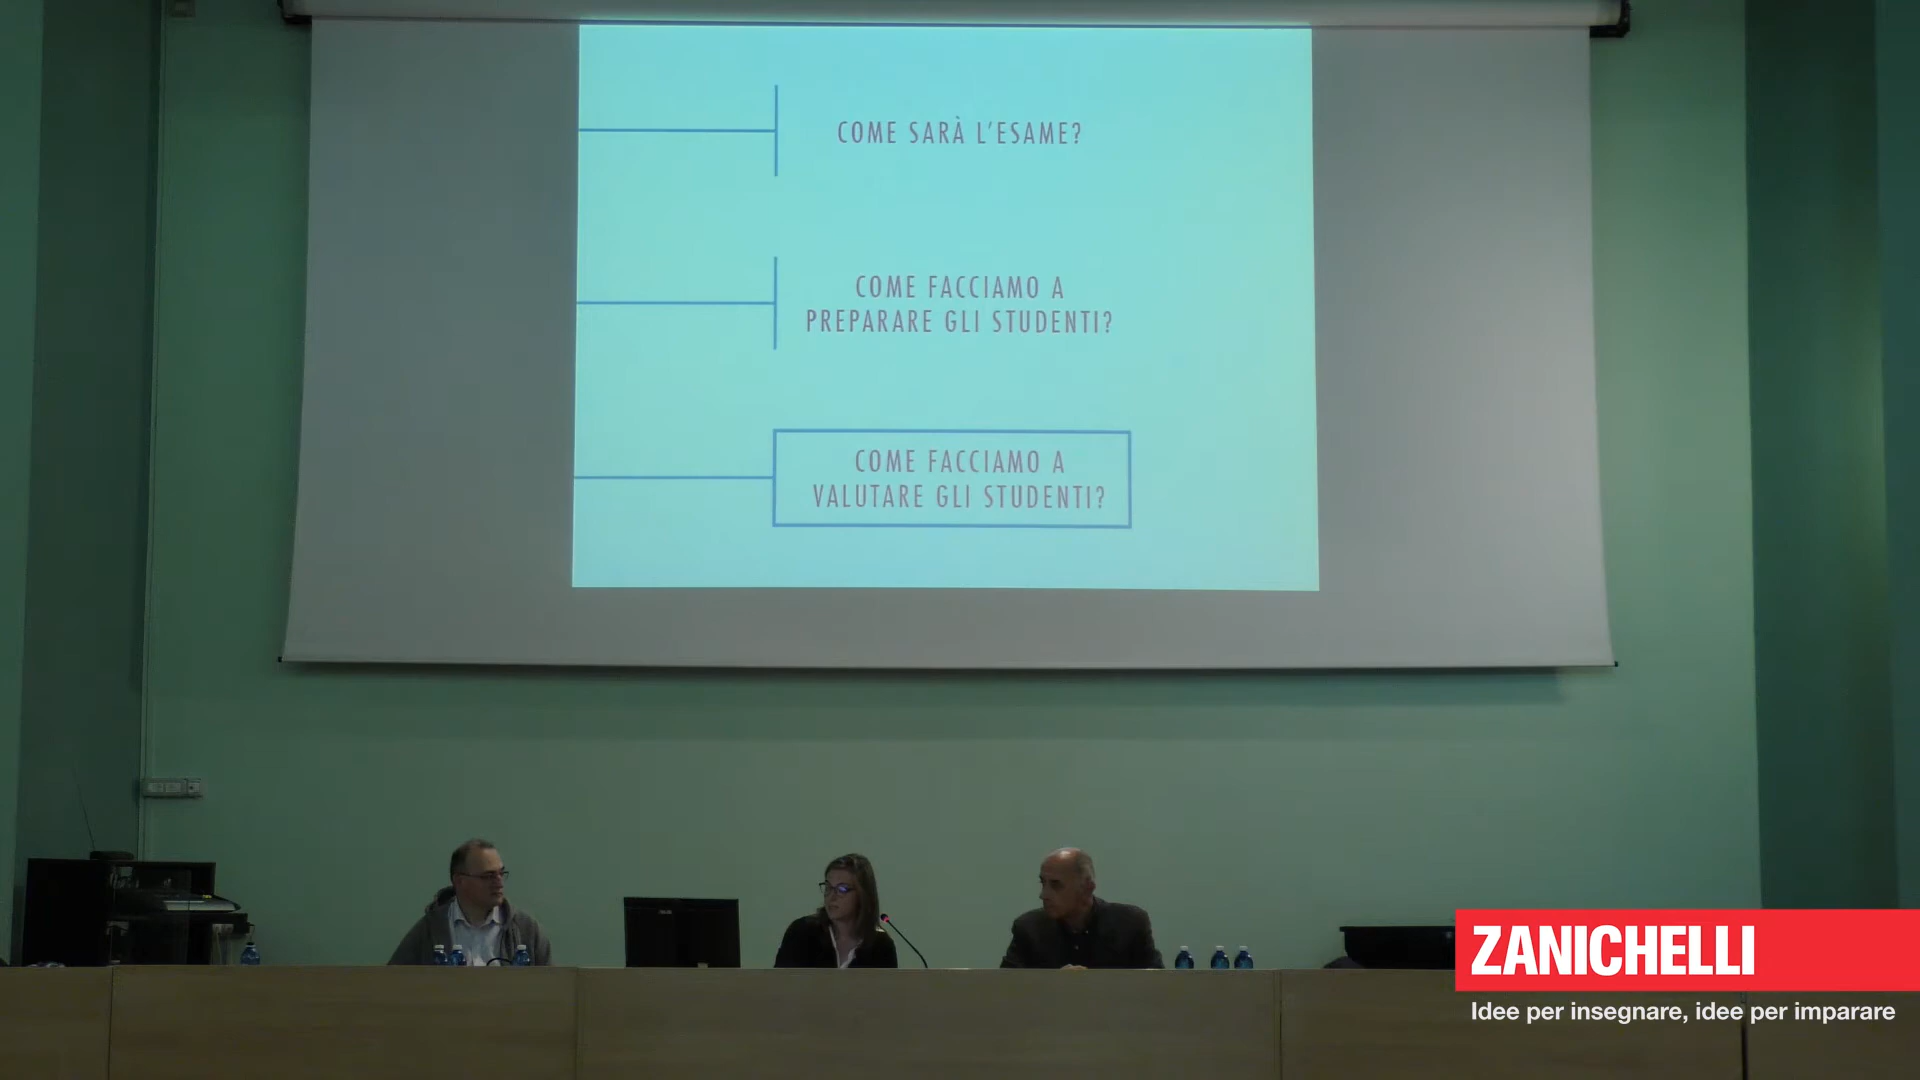 COME SARÀ L'ESAME?
COME FACCIAMO A
PREPARARE GLI STUDENTI?
COME FACCIAMO A
VALUTARE GLI STUDENTI?
ZANICHELLI
Idee per insegnare, idee per imparare